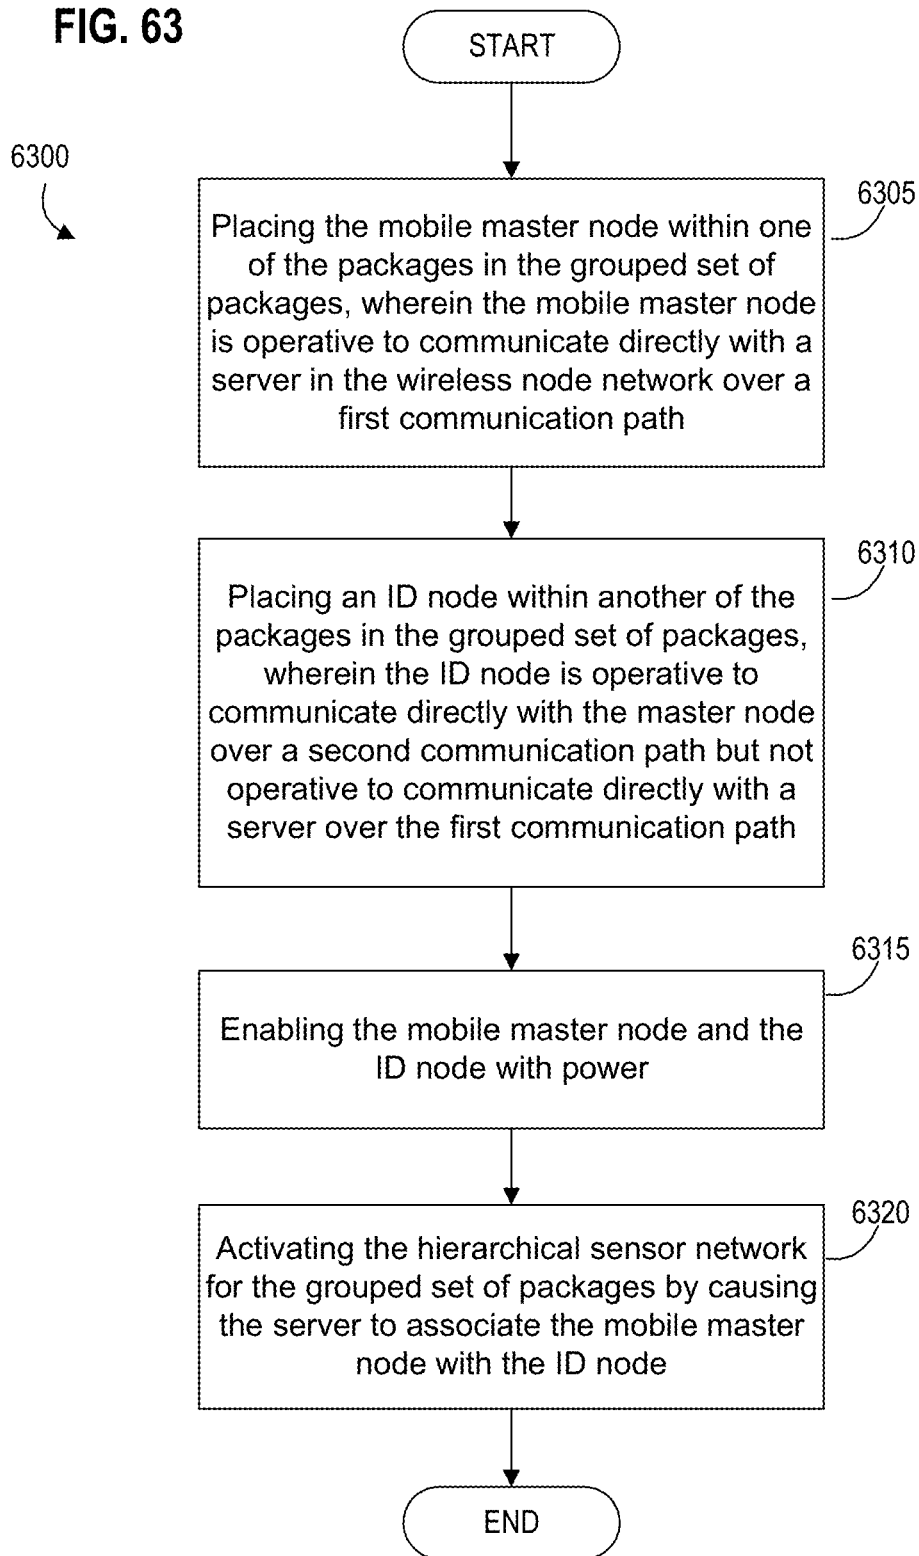 FIG. 63
START
6300
6305
Placing the mobile master node within one
of the packages in the grouped set of
packages, wherein the mobile master node
is operative to communicate directly with a
server in the wireless node network over a
first communication path
6310
Placing an ID node within another of the
packages in the grouped set of packages,
wherein the ID node is operative to
communicate directly with the master node
over a second communication path but not
operative to communicate directly with a
server over the first communication path
6315
Enabling the mobile master node and the
ID node with power
6320
Activating the hierarchical sensor network
for the grouped set of packages by causing
the server to associate the mobile master
node with the ID node
END